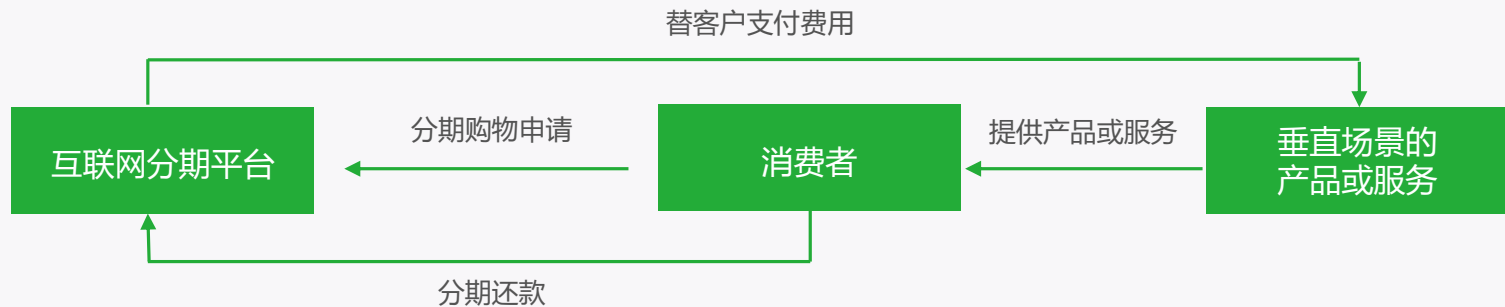 替客户支付费用
互联网分期平台
分期购物申请
消费者
提供产品或服务
垂直场景的
产品或服务
分期还款